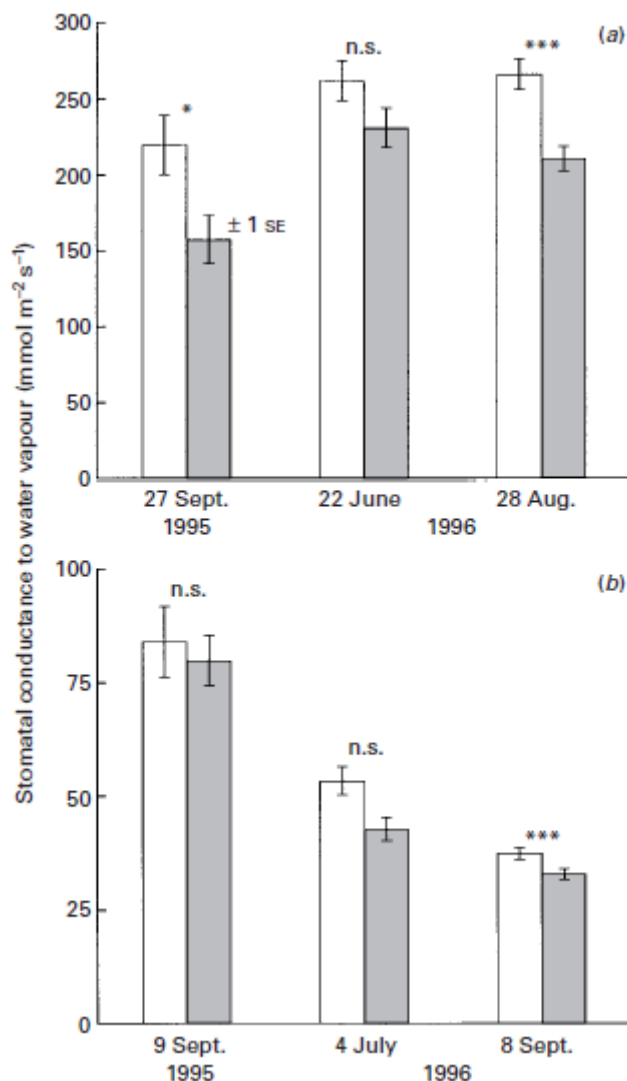 Stomatal conductance to water vapour (mmol m⁻² s⁻¹)
300
250
200
150
100
50
0
(a)
*
± 1 SE
n.s.
***
27 Sept. 22 June 28 Aug.
1995 1996
100
75
50
25
0
(b)
n.s.
n.s.
***
9 Sept. 4 July 8 Sept.
1995 1996